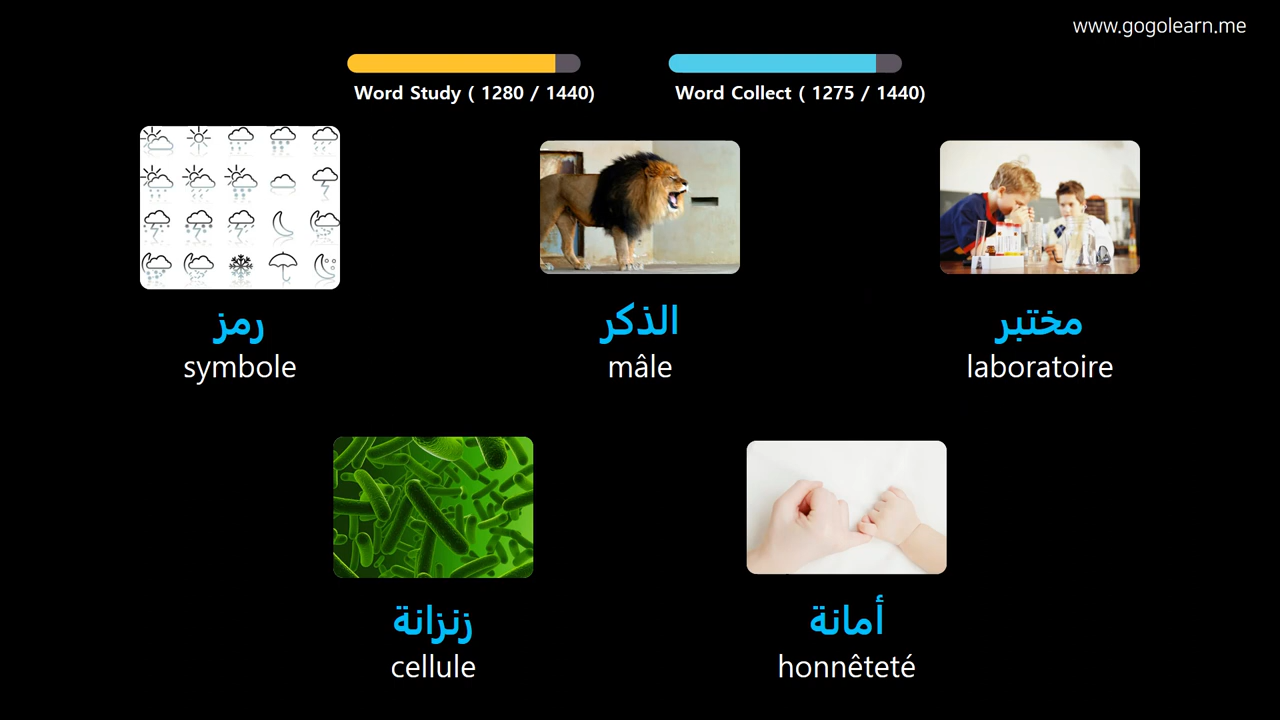 www.gogolearn.me
Word Study ( 1280 / 1440)
Word Collect ( 1275 / 1440)
رمز
symbole
الذكر
mâle
مختبر
laboratoire
زنزانة
cellule
أمانة
honnêteté